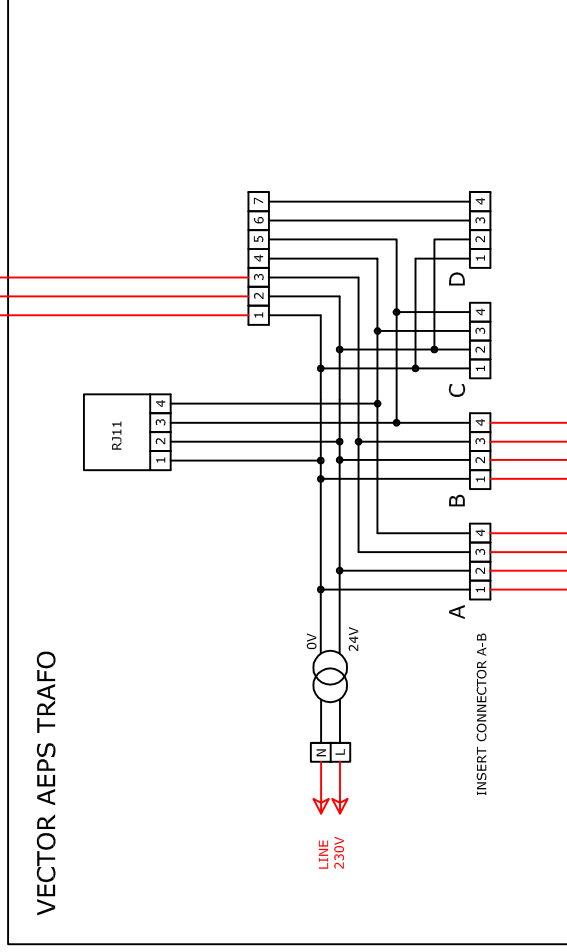 VECTOR AEPS TRAFO
RJ11
1 2 3 4
1 2 3 4 5 6 7
LINE
230V
N
L
0V
24V
A
1 2 3 4
B
1 2 3 4
C
1 2 3 4
D
1 2 3 4
INSERT CONNECTOR A-B